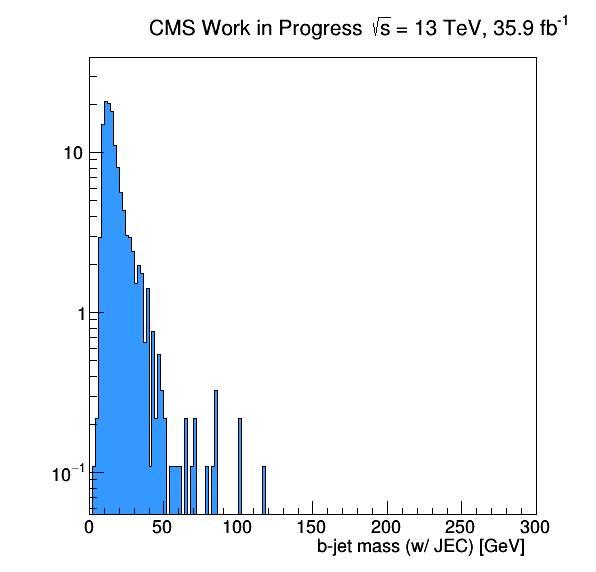 CMS Work in Progress √s = 13 TeV, 35.9 fb⁻¹
10
1
10⁻¹
0 50 100 150 200 250 300
b-jet mass (w/ JEC) [GeV]